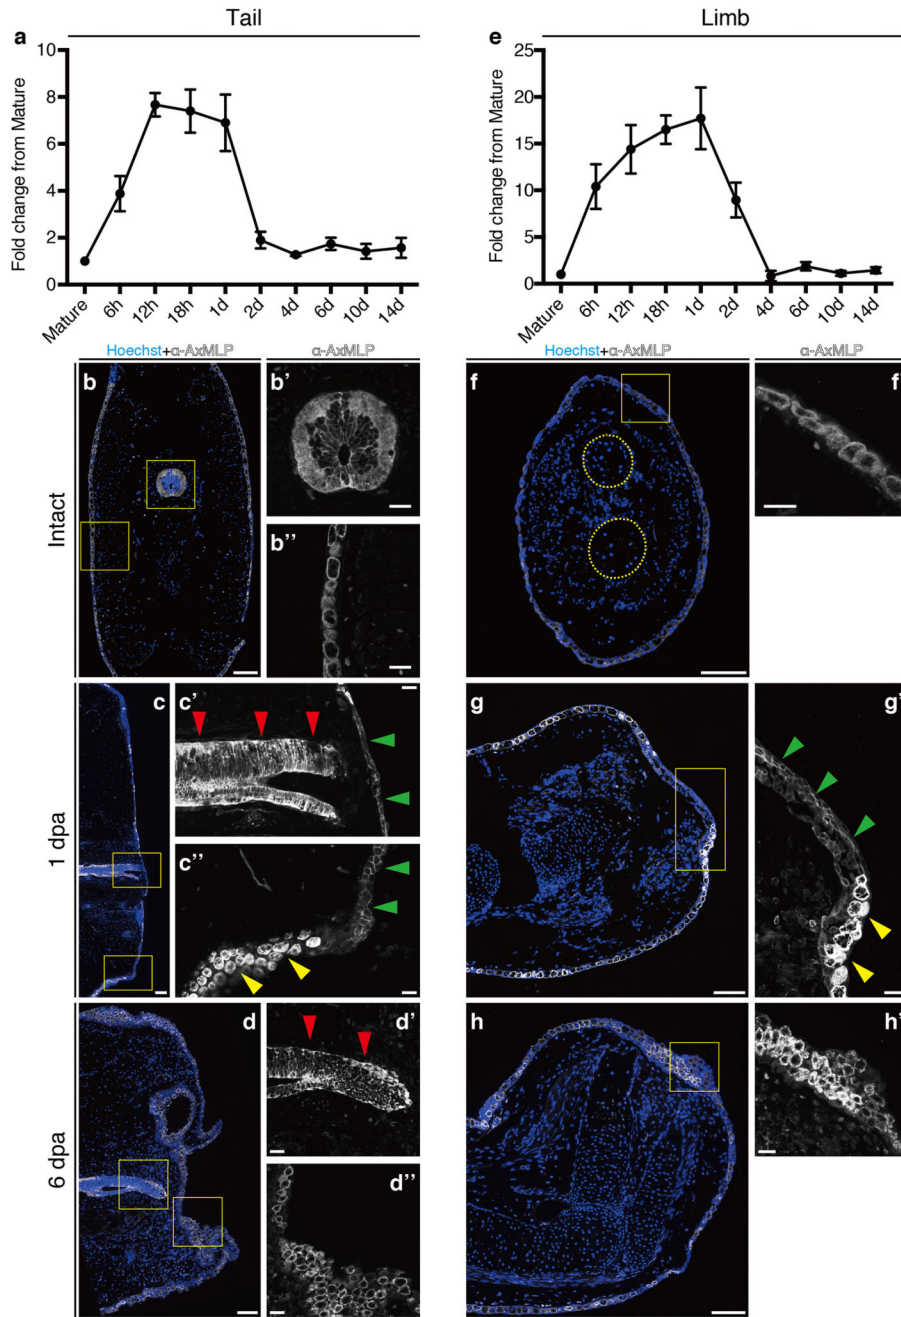 Tail
Limb
a
e
Fold change from Mature
10
8
6
4
2
0
Mature
6h
12h
18h
1d
2d
4d
6d
10d
14d
Fold change from Mature
25
20
15
10
5
0
Mature
6h
12h
18h
1d
2d
4d
6d
10d
14d
Hoechst+α-AxMLP
α-AxMLP
Hoechst+α-AxMLP
α-AxMLP
Intact
b
b'
b''
f
f'
1 dpa
c
c'
c''
g
g'
6 dpa
d
d'
d''
h
h'